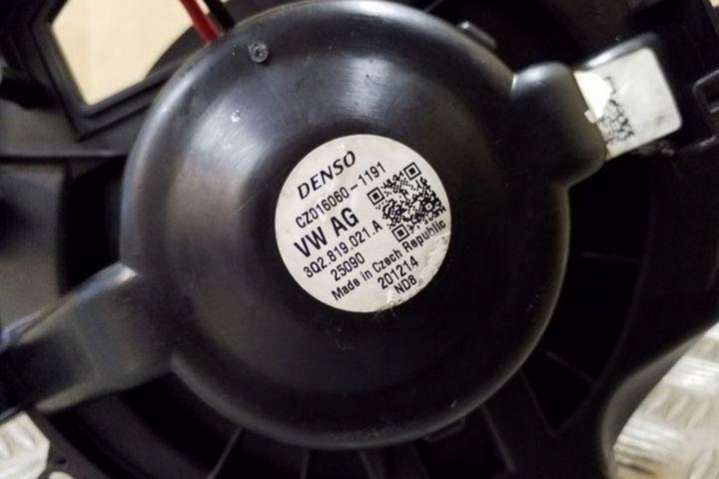 DENSO
CZ016060-1191
VW AG
3Q2.819.021.A
25090
Made in Czech Republic
201214
ND8